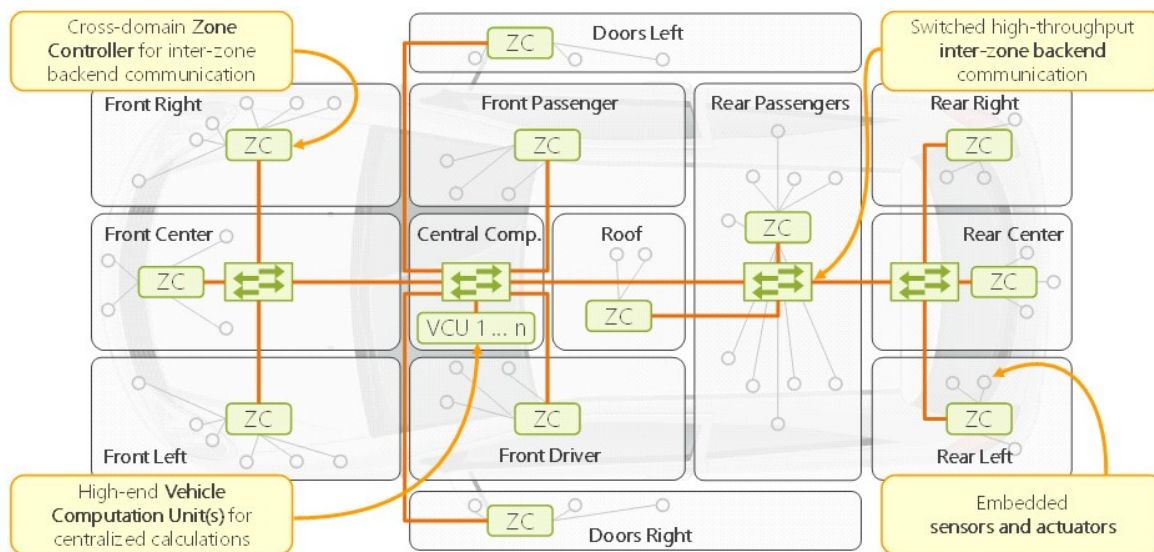 Cross-domain Zone
Controller for inter-zone
backend communication
Doors Left
ZC
Switched high-throughput
inter-zone backend
communication
Front Right
ZC
Front Passenger
ZC
Rear Passengers
ZC
Rear Right
ZC
Front Center
ZC
Central Comp.
VCU 1 ... n
Roof
ZC
Rear Center
ZC
ZC
Front Left
ZC
Front Driver
ZC
Rear Left
High-end Vehicle
Computation Unit(s) for
centralized calculations
ZC
Doors Right
Embedded
sensors and actuators